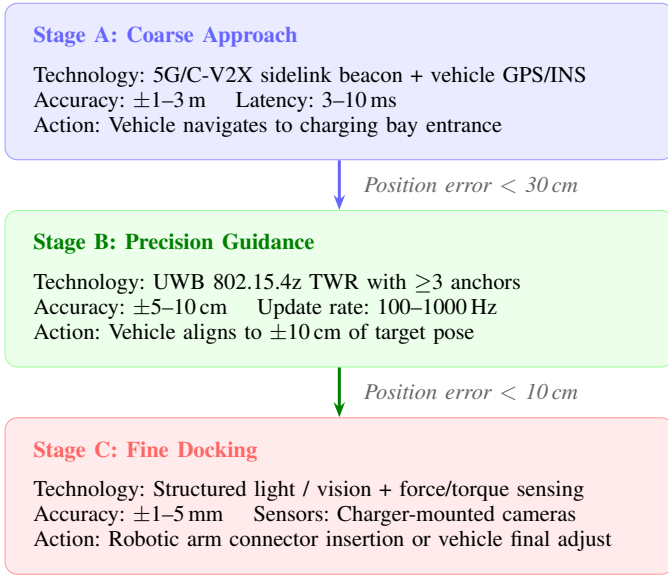 Stage A: Coarse Approach
Technology: 5G/C-V2X sidelink beacon + vehicle GPS/INS
Accuracy: ±1–3 m Latency: 3–10 ms
Action: Vehicle navigates to charging bay entrance
Position error < 30 cm
Stage B: Precision Guidance
Technology: UWB 802.15.4z TWR with ≥3 anchors
Accuracy: ±5–10 cm Update rate: 100–1000 Hz
Action: Vehicle aligns to ±10 cm of target pose
Position error < 10 cm
Stage C: Fine Docking
Technology: Structured light / vision + force/torque sensing
Accuracy: ±1–5 mm Sensors: Charger-mounted cameras
Action: Robotic arm connector insertion or vehicle final adjust